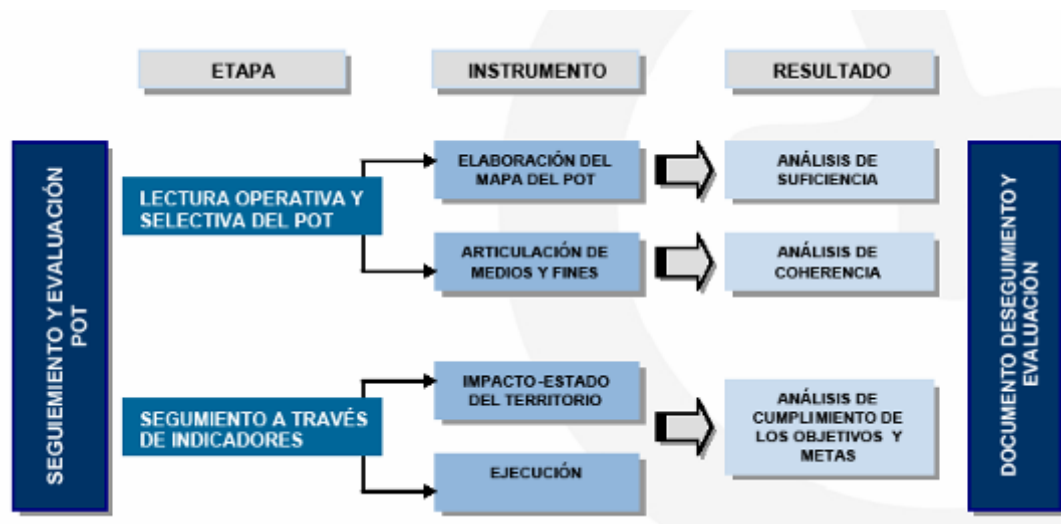 ETAPA
INSTRUMENTO
RESULTADO
SEGUIEMIENTO Y EVALUACIÓN
POT
LECTURA OPERATIVA Y
SELECTIVA DEL POT
ELABORACIÓN DEL
MAPA DEL POT
ANÁLISIS DE
SUFICIENCIA
ARTICULACIÓN DE
MEDIOS Y FINES
ANÁLISIS DE
COHERENCIA
SEGUMIENTO A TRAVÉS
DE INDICADORES
IMPACTO-ESTADO
DEL TERRITORIO
EJECUCIÓN
ANÁLISIS DE
CUMPLIMIENTO DE
LOS OBJETIVOS Y
METAS
DOCUMENTO DESEGUIMIENTO Y
EVALUACIÓN